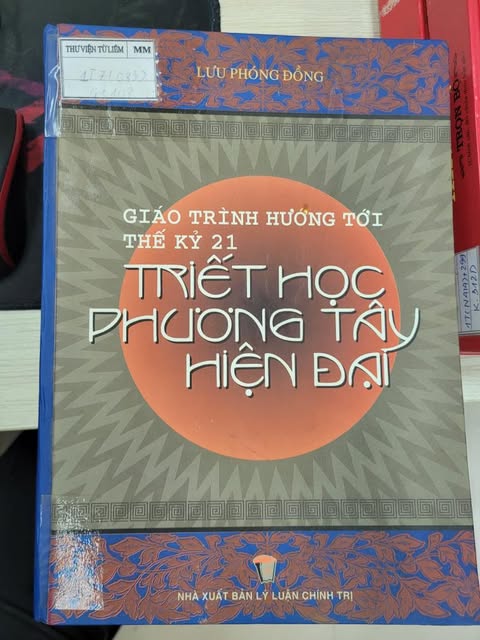 THƯ VIỆN TỪ LIÊM
MM
LƯU PHÓNG ĐỒNG
GIÁO TRÌNH HƯỚNG TỚI
THẾ KỶ 21
TRIẾT HỌC
PHƯƠNG TÂY
HIỆN ĐẠI
NHÀ XUẤT BẢN LÝ LUẬN CHÍNH TRỊ